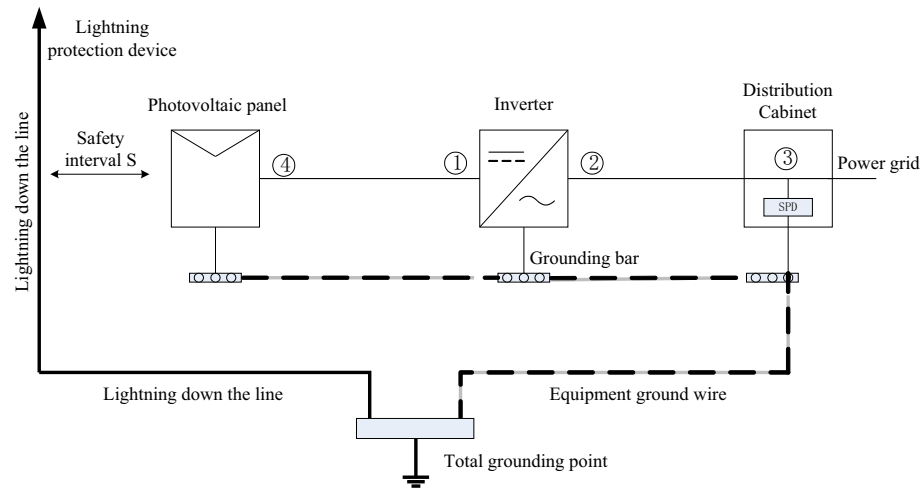 Lightning
protection device
Photovoltaic panel
Inverter
Distribution
Cabinet
Safety
interval S
④
①
②
③
Power grid
SPD
Lightning down the line
Grounding bar
Lightning down the line
Equipment ground wire
Total grounding point